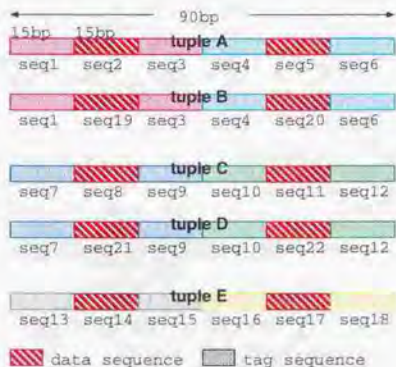 90bp
15bp 15bp
tuple A
seq1 seq2 seq3 seq4 seq5 seq6
tuple B
seq1 seq19 seq3 seq4 seq20 seq6
tuple C
seq7 seq8 seq9 seq10 seq11 seq12
tuple D
seq7 seq21 seq9 seq10 seq22 seq12
tuple E
seq13 seq14 seq15 seq16 seq17 seq18
data sequence tag sequence